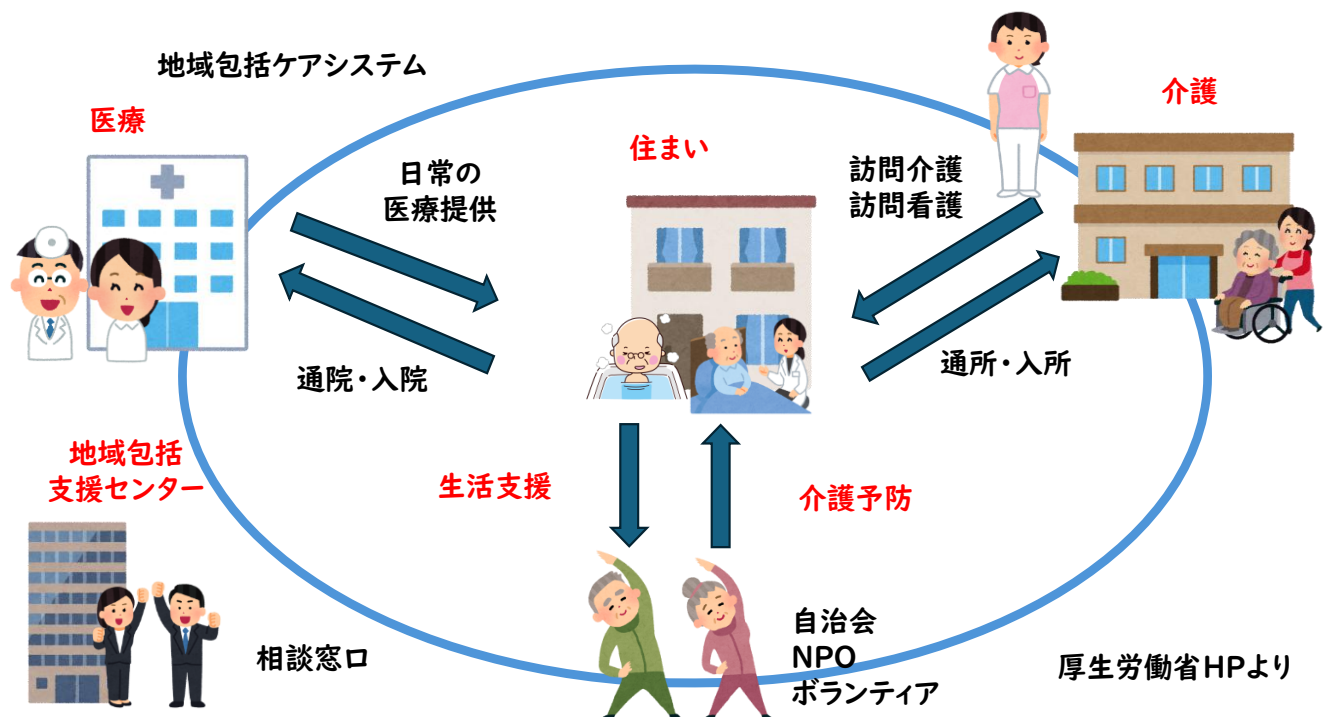 地域包括ケアシステム
医療
介護
住まい
日常の
医療提供
訪問介護
訪問看護
通院・入院
通所・入所
地域包括
支援センター
生活支援
介護予防
相談窓口
自治会
NPO
ボランティア
厚生労働省HPより